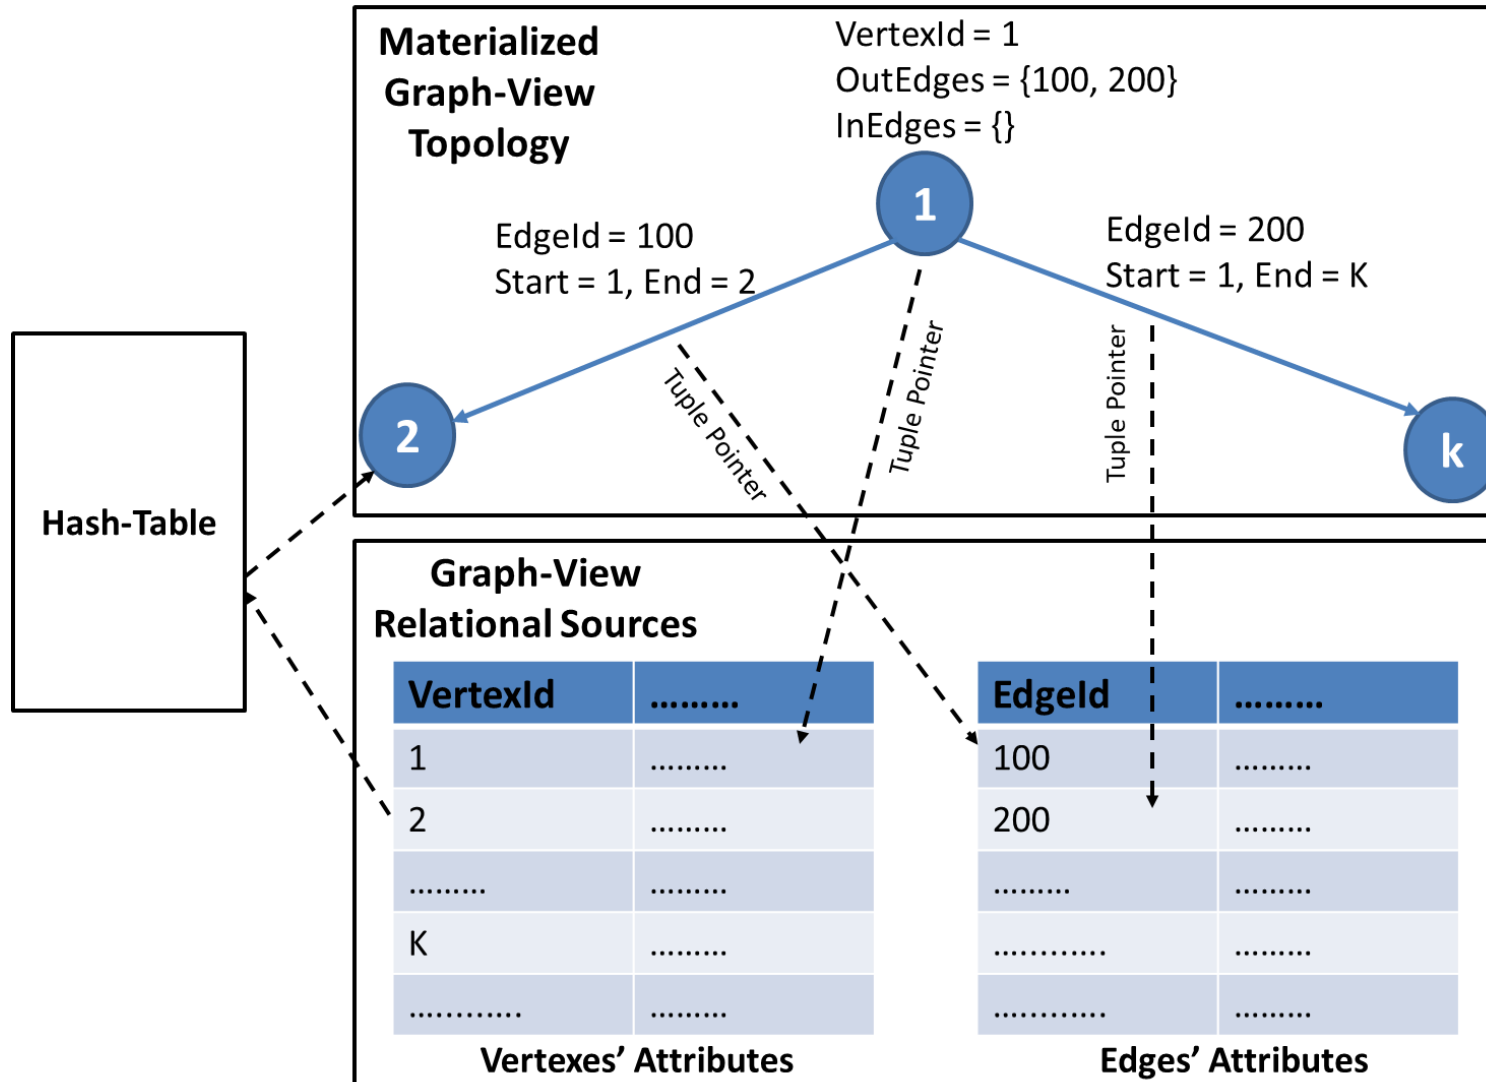 Materialized
Graph-View
Topology
VertexId = 1
OutEdges = {100, 200}
InEdges = {}
1
EdgeId = 100
Start = 1, End = 2
EdgeId = 200
Start = 1, End = K
Tuple Pointer
Tuple Pointer
Tuple Pointer
2
k
Hash-Table
Graph-View
Relational Sources
VertexId ………
1 ………
2 ………
……… ………
K ………
…………. ………
Vertexes’ Attributes
EdgeId ………
100 ………
200 ………
……… ………
…………. ………
…………. ………
Edges’ Attributes